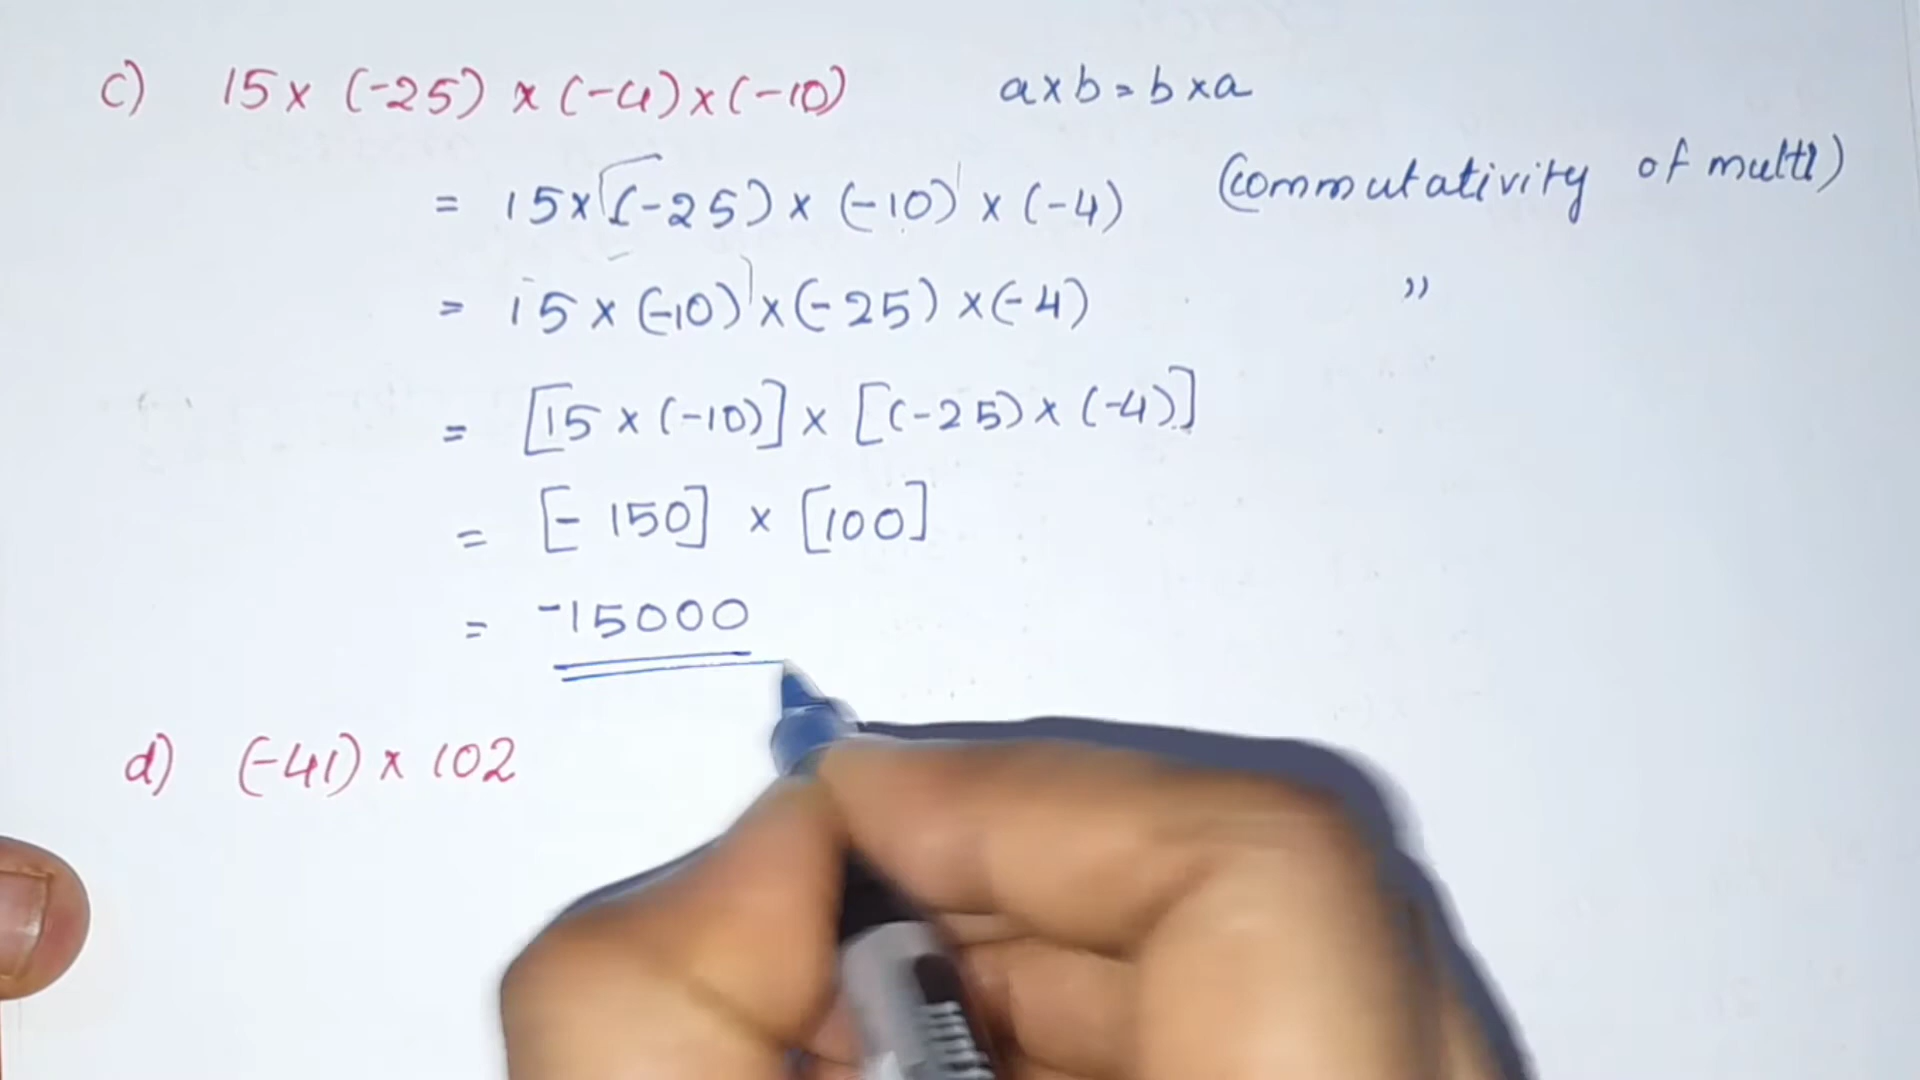 c) 15 x (-25) x (-4) x (-10) a x b = b x a
= 15 x (-25) x (-10) x (-4) (commutativity of multi)
= 15 x (-10) x (-25) x (-4) "
= [15 x (-10)] x [(-25) x (-4)]
= [- 150] x [100]
= -15000
d) (-41) x 102